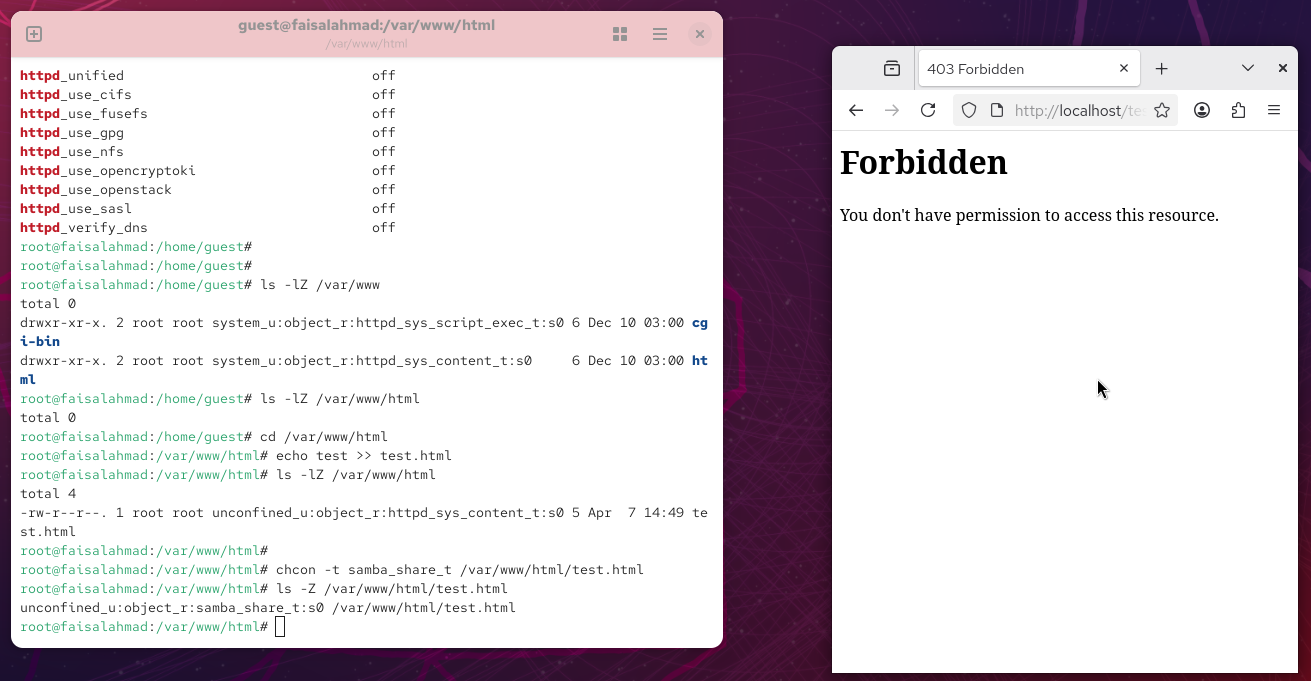 guest@faisalahmad:/var/www/html
/var/www/html
httpd_unified off
httpd_use_cifs off
httpd_use_fusefs off
httpd_use_gpg off
httpd_use_nfs off
httpd_use_opencryptoki off
httpd_use_openstack off
httpd_use_sasl off
httpd_verify_dns off
root@faisalahmad:/home/guest#
root@faisalahmad:/home/guest#
root@faisalahmad:/home/guest# ls -lZ /var/www
total 0
drwxr-xr-x. 2 root root system_u:object_r:httpd_sys_script_exec_t:s0 6 Dec 10 03:00 cg
i-bin
drwxr-xr-x. 2 root root system_u:object_r:httpd_sys_content_t:s0 6 Dec 10 03:00 ht
ml
root@faisalahmad:/home/guest# ls -lZ /var/www/html
total 0
root@faisalahmad:/home/guest# cd /var/www/html
root@faisalahmad:/var/www/html# echo test >> test.html
root@faisalahmad:/var/www/html# ls -lZ /var/www/html
total 4
-rw-r--r--. 1 root root unconfined_u:object_r:httpd_sys_content_t:s0 5 Apr  7 14:49 te
st.html
root@faisalahmad:/var/www/html#
root@faisalahmad:/var/www/html# chcon -t samba_share_t /var/www/html/test.html
root@faisalahmad:/var/www/html# ls -Z /var/www/html/test.html
unconfined_u:object_r:samba_share_t:s0 /var/www/html/test.html
root@faisalahmad:/var/www/html#
403 Forbidden
http://localhost/te
Forbidden
You don't have permission to access this resource.